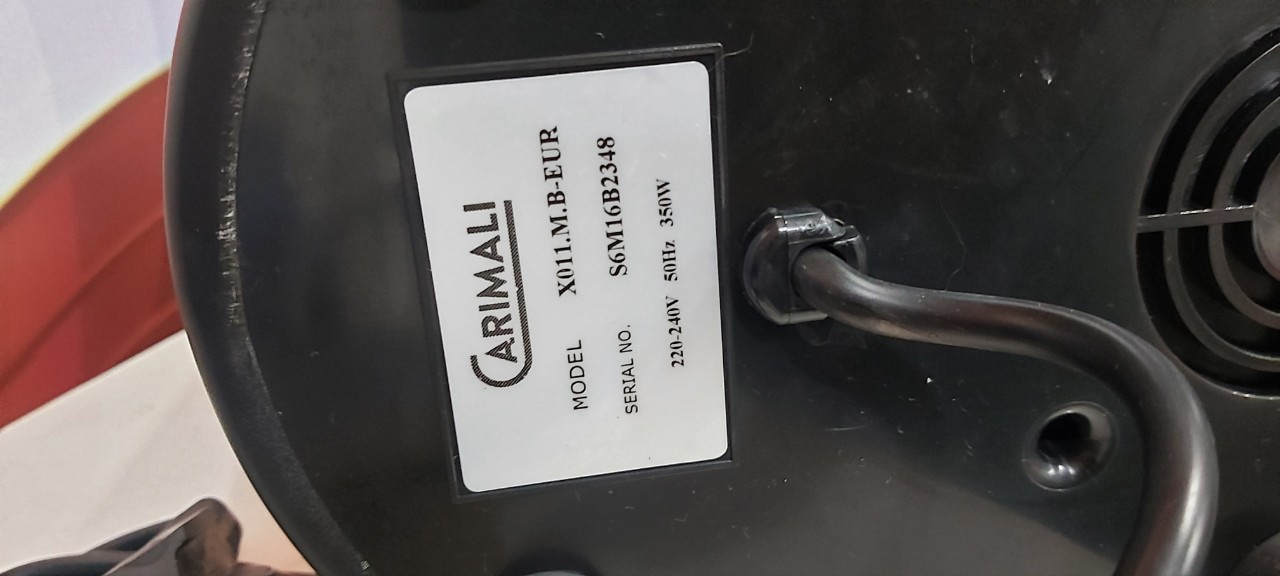 CARIMALI
MODEL X011.M.B-EUR
SERIAL NO. S6M16B2348
220-240V 50Hz 350W